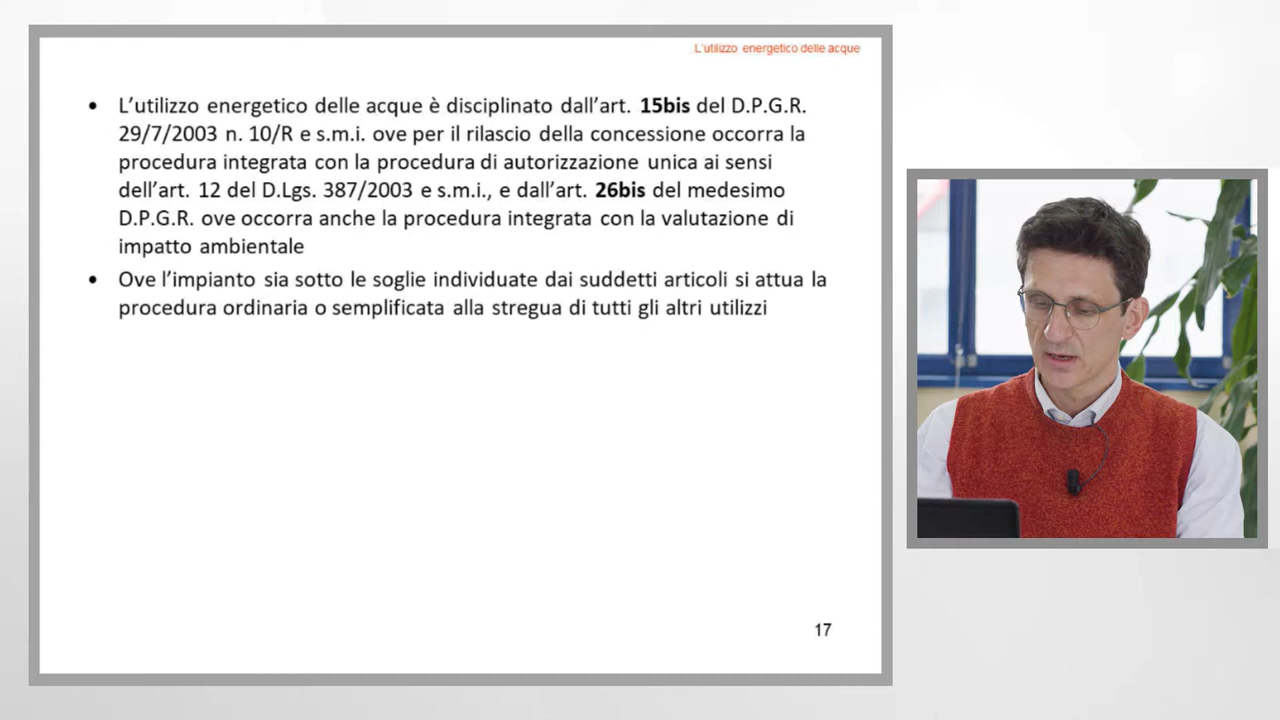 L'utilizzo energetico delle acque
• L'utilizzo energetico delle acque è disciplinato dall'art. 15bis del D.P.G.R.
29/7/2003 n. 10/R e s.m.i. ove per il rilascio della concessione occorra la
procedura integrata con la procedura di autorizzazione unica ai sensi
dell'art. 12 del D.Lgs. 387/2003 e s.m.i., e dall'art. 26bis del medesimo
D.P.G.R. ove occorra anche la procedura integrata con la valutazione di
impatto ambientale
• Ove l'impianto sia sotto le soglie individuate dai suddetti articoli si attua la
procedura ordinaria o semplificata alla stregua di tutti gli altri utilizzi
17